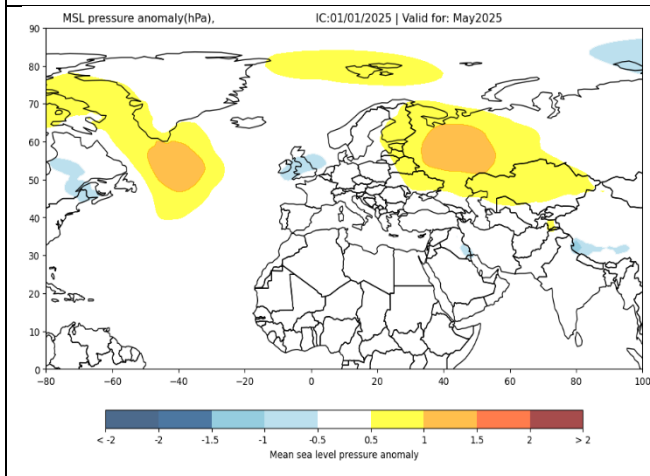 MSL pressure anomaly(hPa), IC:01/01/2025 | Valid for: May2025
90
80
70
60
50
40
30
20
10
0
-80 -60 -40 -20 0 20 40 60 80 100
< -2 -2 -1.5 -1 -0.5 0.5 1 1.5 2 > 2
Mean sea level pressure anomaly